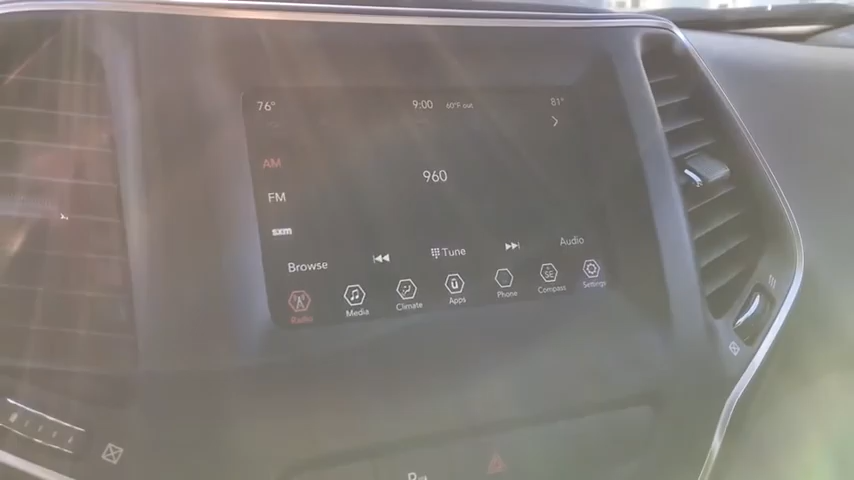 76° 9:00 60°F out 81°
AM
960
FM
sxm
Browse Tune Audio
Radio Media Climate ū Apps Phone SE Compass Settings